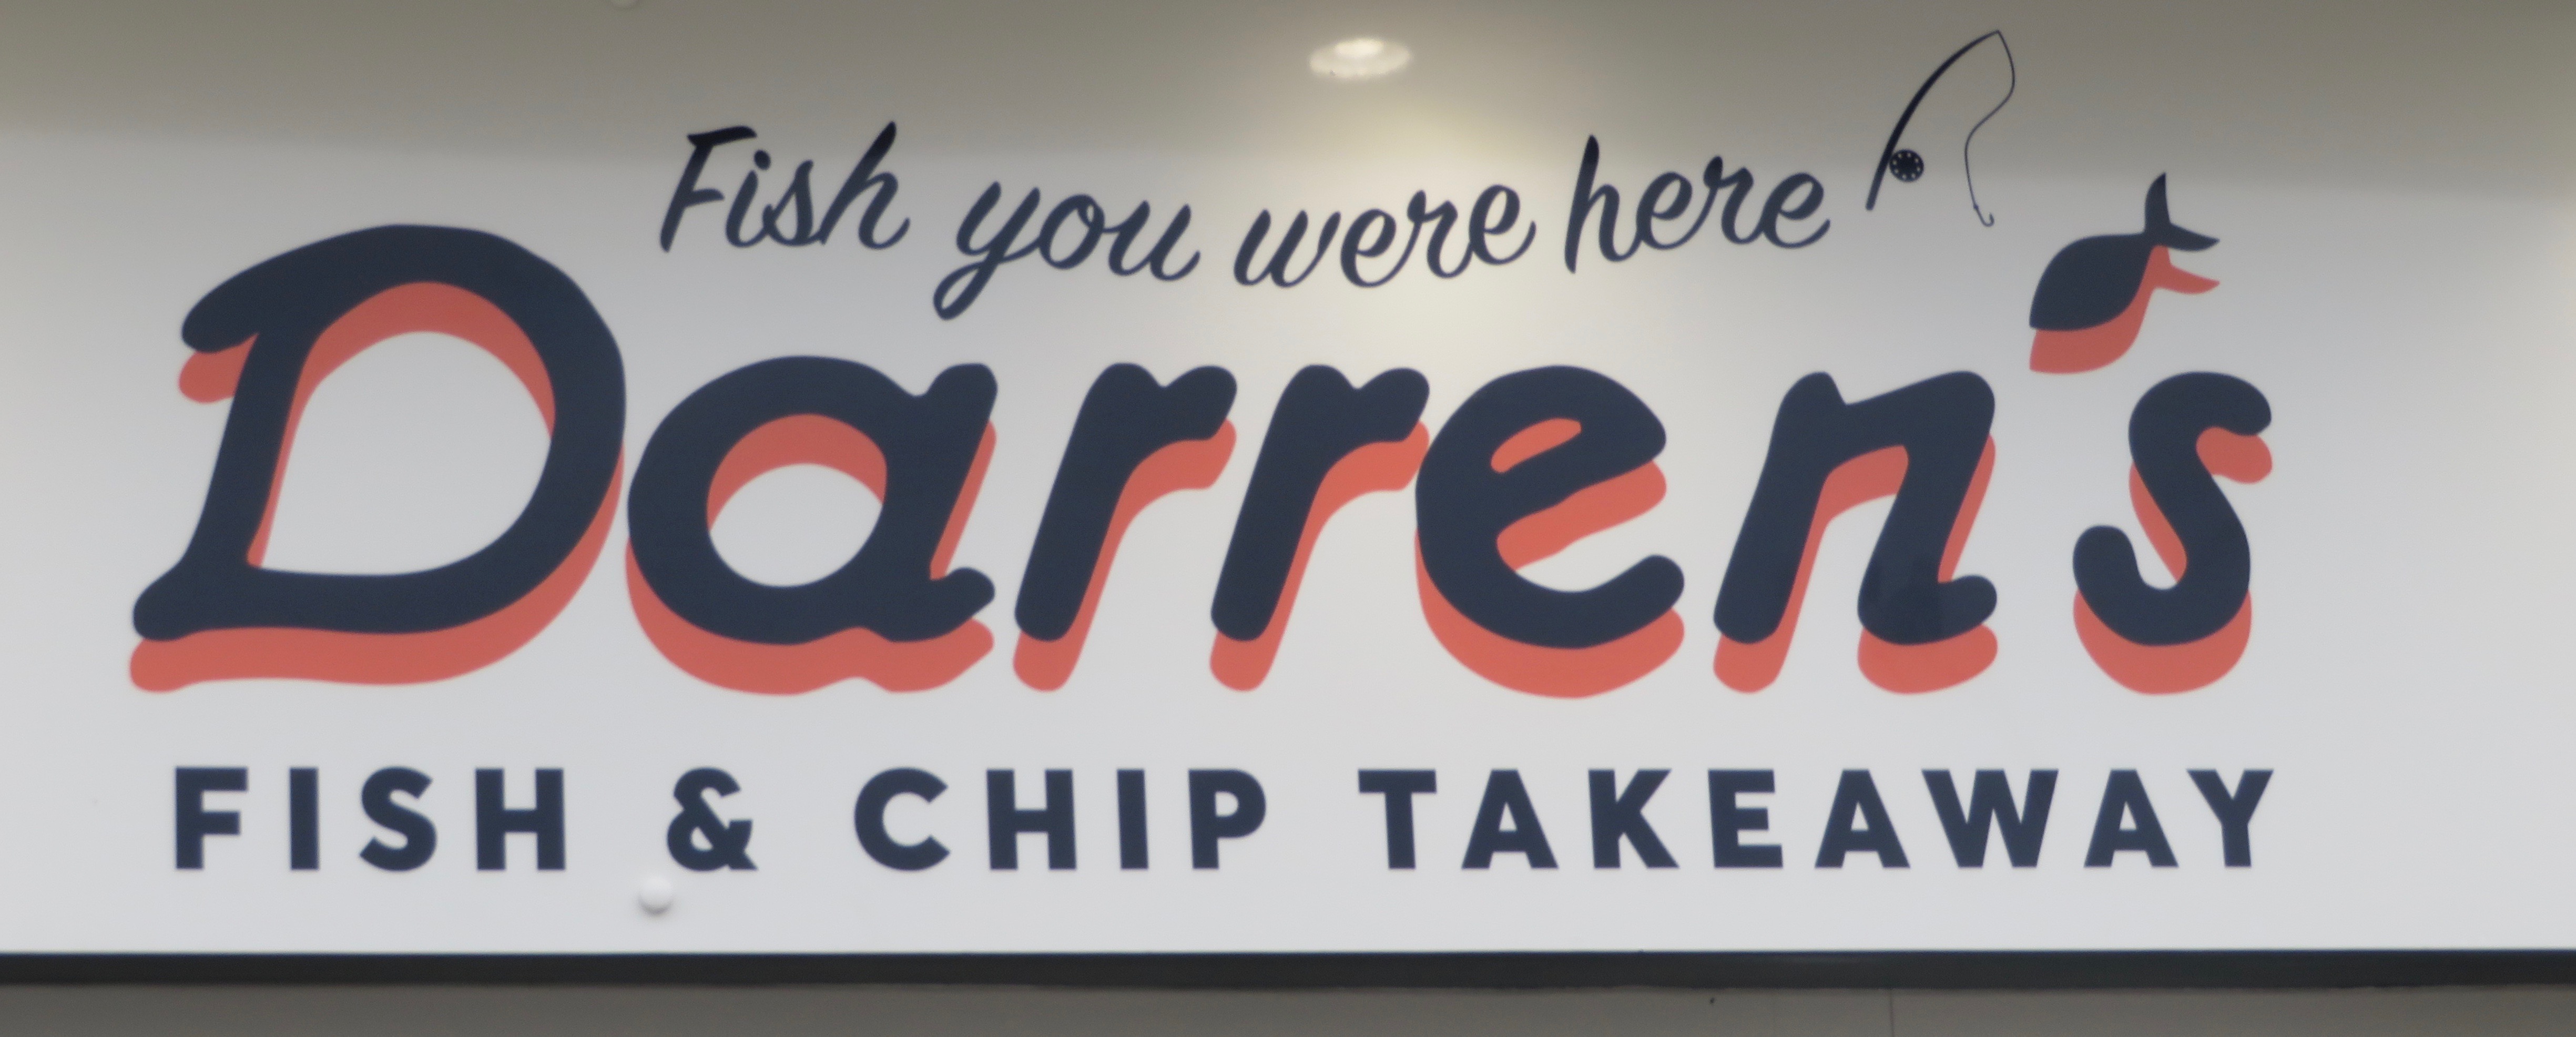 Fish you were here
Darren's
FISH & CHIP TAKEAWAY